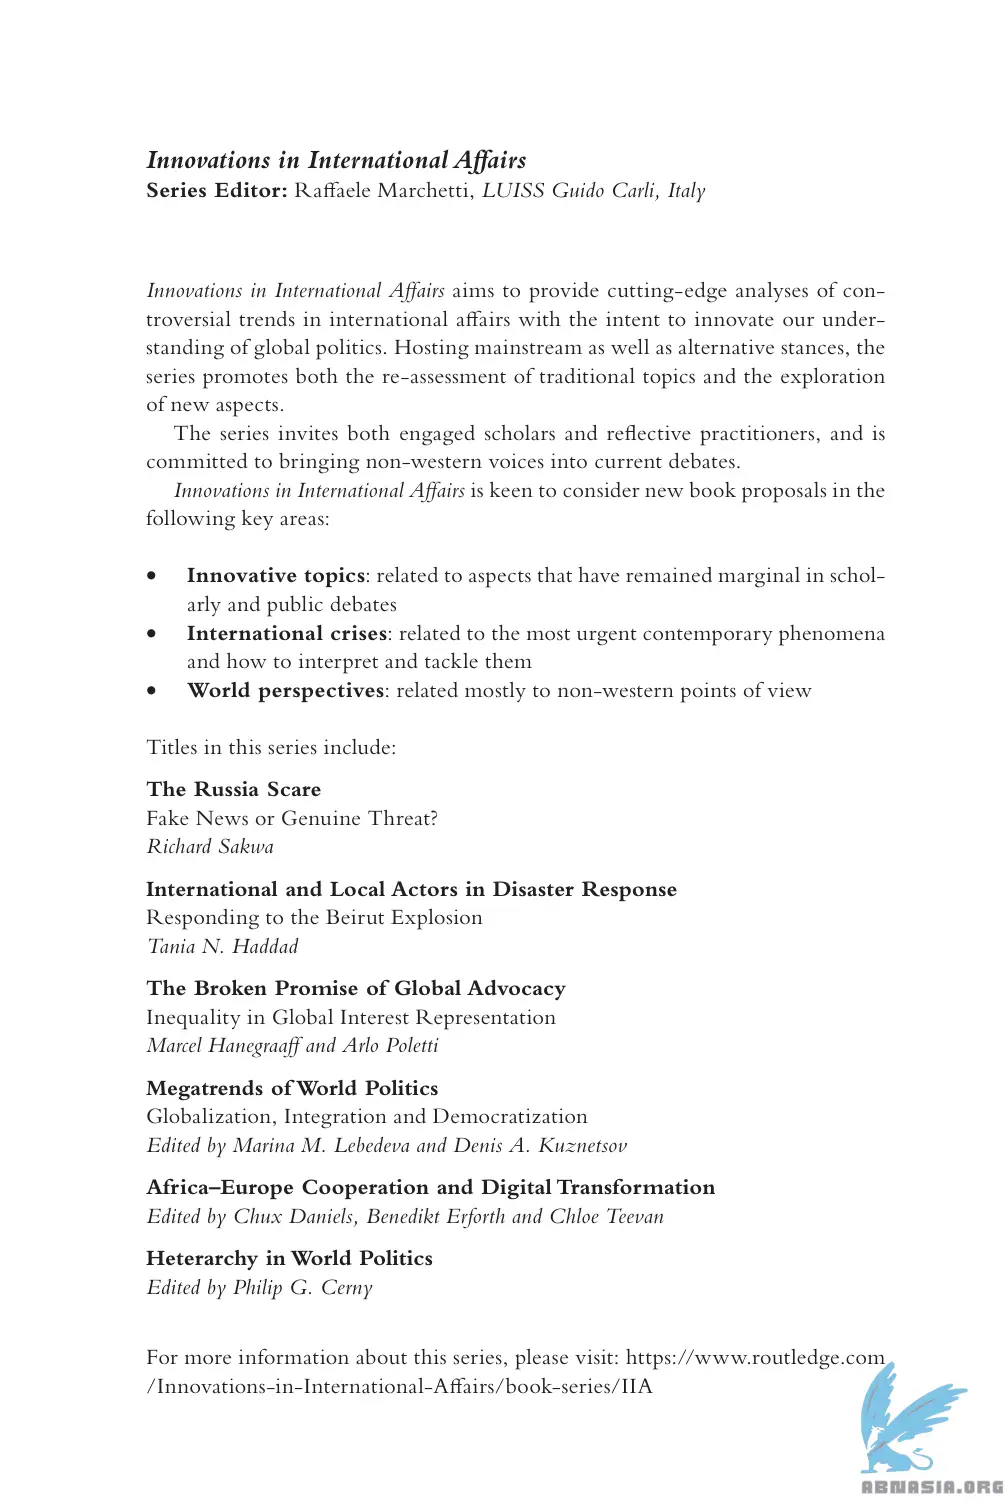 Innovations in International Affairs
Series Editor: Raffaele Marchetti, LUISS Guido Carli, Italy
Innovations in International Affairs aims to provide cutting-edge analyses of con-
troversial trends in international affairs with the intent to innovate our under-
standing of global politics. Hosting mainstream as well as alternative stances, the
series promotes both the re-assessment of traditional topics and the exploration
of new aspects.
The series invites both engaged scholars and reflective practitioners, and is
committed to bringing non-western voices into current debates.
Innovations in International Affairs is keen to consider new book proposals in the
following key areas:
• Innovative topics: related to aspects that have remained marginal in schol-
arly and public debates
• International crises: related to the most urgent contemporary phenomena
and how to interpret and tackle them
• World perspectives: related mostly to non-western points of view
Titles in this series include:
The Russia Scare
Fake News or Genuine Threat?
Richard Sakwa
International and Local Actors in Disaster Response
Responding to the Beirut Explosion
Tania N. Haddad
The Broken Promise of Global Advocacy
Inequality in Global Interest Representation
Marcel Hanegraaff and Arlo Poletti
Megatrends of World Politics
Globalization, Integration and Democratization
Edited by Marina M. Lebedeva and Denis A. Kuznetsov
Africa–Europe Cooperation and Digital Transformation
Edited by Chux Daniels, Benedikt Erforth and Chloe Teevan
Heterarchy in World Politics
Edited by Philip G. Cerny
For more information about this series, please visit: https://www.routledge.com
/Innovations-in-International-Affairs/book-series/IIA
ABNASIA.ORG